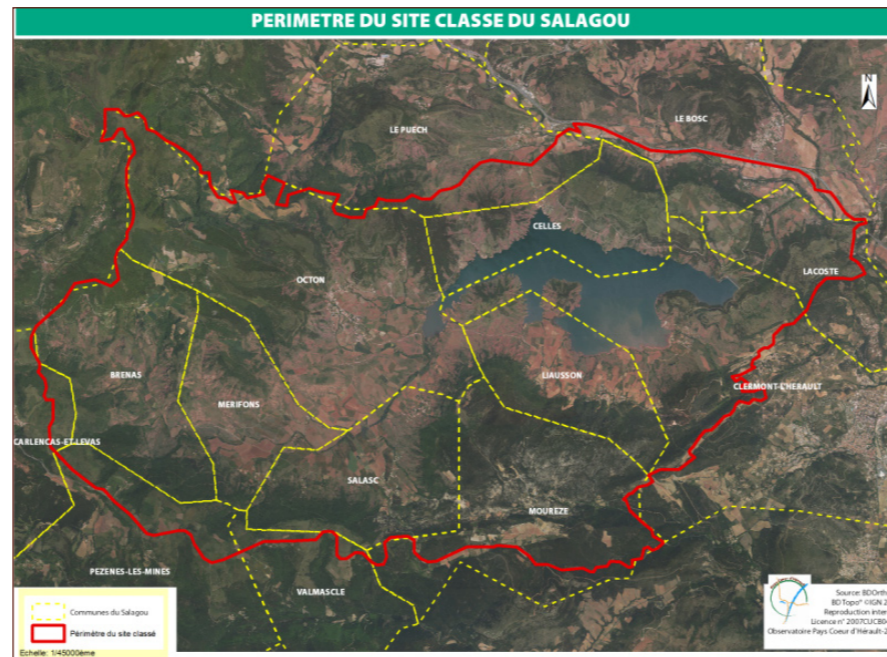 PERIMETRE DU SITE CLASSE DU SALAGOU
N
LE BOSC
LE PUECH
CELLES
LACOSTE
OCTON
BRENAS
LIAUSSON
MERIFONS
CLERMONT-L'HERAULT
CARLENCAS-ET-LEVAS
SALASC
MOUREZE
PEZENES-LES-MINES
VALMASCLE
Communes du Salagou
Périmètre du site classé
Echelle: 1/45000ème
Source: BDOrth
BD Topo® ©IGN 2
Reproduction inter
Licence n° 2007CUCB0
Observatoire Pays Coeur d'Hérault-2